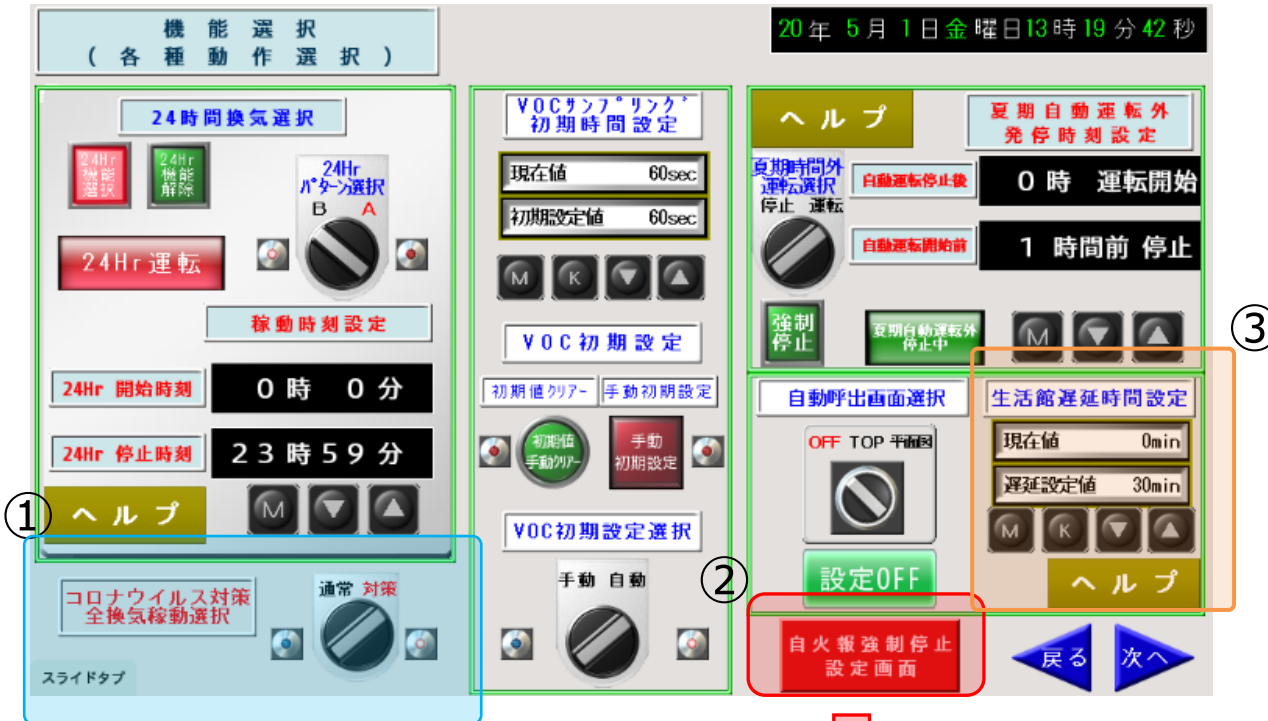 機能選択
(各種動作選択)
20年 5月 1日金曜日13時19分42秒
24時間換気選択
24Hr
機能
選択
24Hr
機能
解除
24Hr
パターン選択
B A
24Hr運転
稼動時刻設定
24Hr 開始時刻
0時 0分
24Hr 停止時刻
23時59分
①
ヘルプ
M
コロナウイルス対策
全換気稼動選択
通常 対策
スライドタブ
VOCサンプリング
初期時間設定
現在値 60sec
初期設定値 60sec
M K
VOC初期設定
初期値クリアー
手動初期設定
初期値
手動クリアー
手動
初期設定
VOC初期設定選択
手動 自動
ヘルプ
夏期自動運転外
発停時刻設定
夏期時間外
運転選択
停止 運転
自動運転停止後
0時 運転開始
自動運転開始前
1 時間前 停止
強制
停止
夏期自動運転外
停止中
M
③
自動呼出画面選択
OFF TOP 平面図
設定OFF
生活館遅延時間設定
現在値 0min
遅延設定値 30min
M K
ヘルプ
②
自火報強制停止
設定画面
戻る
次へ